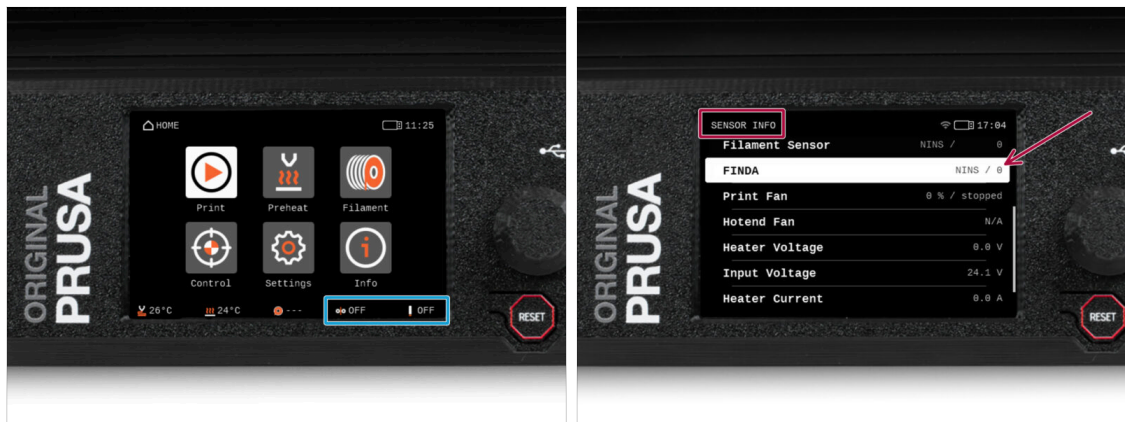 HOME 11:25
Print Preheat Filament
Control Settings Info
26°C 24°C --- OFF OFF
ORIGINAL
PRUSA
RESET
SENSOR INFO 17:04
Filament Sensor NINS / 0
FINDA NINS / 0
Print Fan 0 % / stopped
Hotend Fan N/A
Heater Voltage 0.0 V
Input Voltage 24.1 V
Heater Current 0.0 A
ORIGINAL
PRUSA
RESET